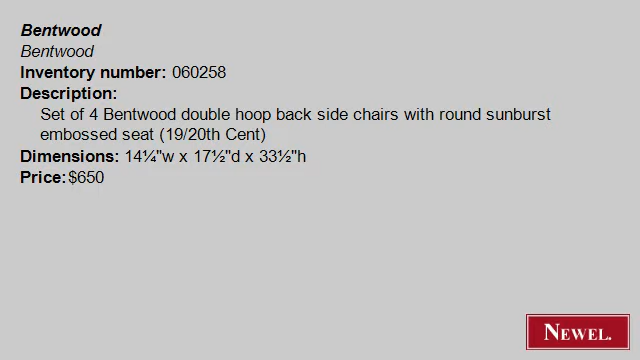 Bentwood
Bentwood
Inventory number: 060258
Description:
Set of 4 Bentwood double hoop back side chairs with round sunburst
embossed seat (19/20th Cent)
Dimensions: 14¼"w x 17½"d x 33½"h
Price:$650
NEWEL.